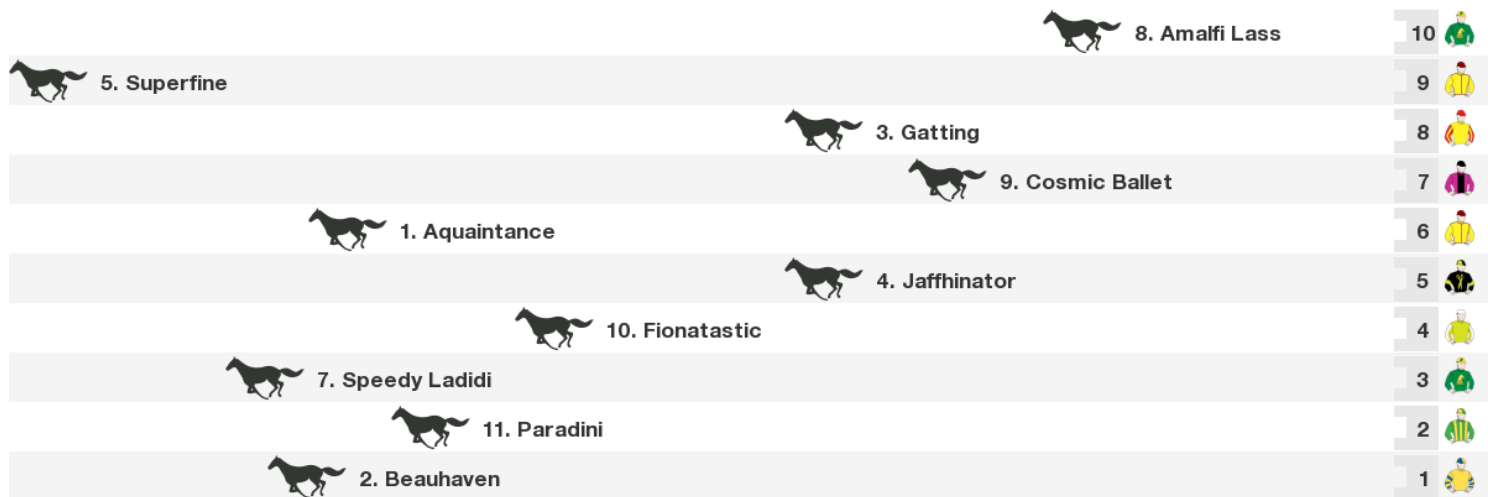 8. Amalfi Lass 10
5. Superfine 9
3. Gatting 8
9. Cosmic Ballet 7
1. Aquaintance 6
4. Jaffhinator 5
10. Fionatastic 4
7. Speedy Ladidi 3
11. Paradini 2
2. Beauhaven 1